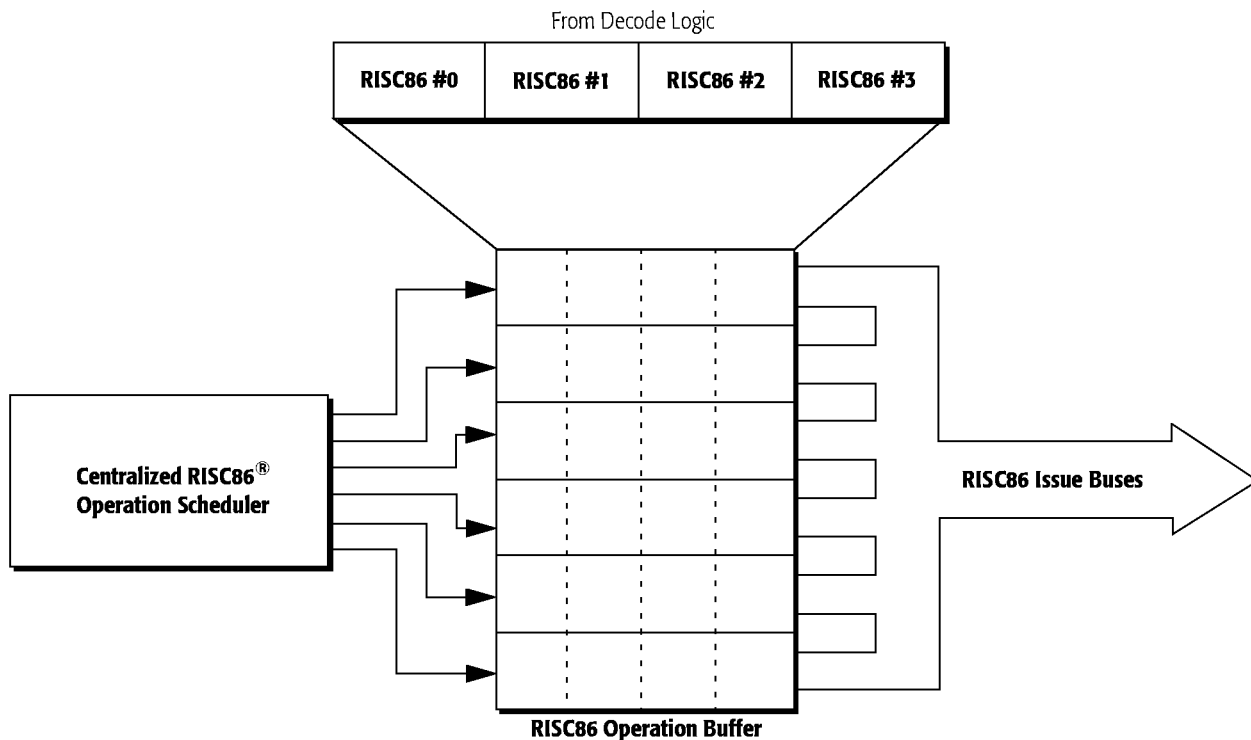 From Decode Logic
RISC86 #0
RISC86 #1
RISC86 #2
RISC86 #3
Centralized RISC86®
Operation Scheduler
RISC86 Issue Buses
RISC86 Operation Buffer